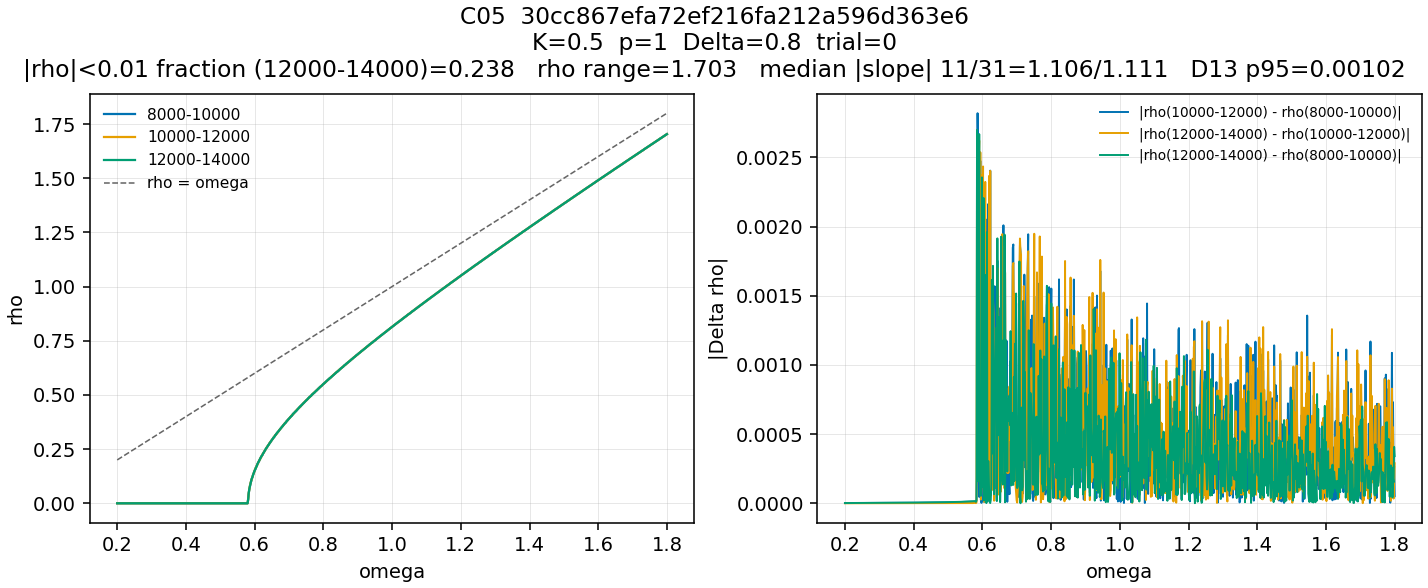 C05  30cc867efa72ef216fa212a596d363e6
K=0.5  p=1  Delta=0.8  trial=0
|rho|<0.01 fraction (12000-14000)=0.238   rho range=1.703   median |slope| 11/31=1.106/1.111   D13 p95=0.00102
8000-10000
10000-12000
12000-14000
rho = omega
rho
1.75
1.50
1.25
1.00
0.75
0.50
0.25
0.00
0.2 0.4 0.6 0.8 1.0 1.2 1.4 1.6 1.8
omega
|rho(10000-12000) - rho(8000-10000)|
|rho(12000-14000) - rho(10000-12000)|
|rho(12000-14000) - rho(8000-10000)|
|Delta rho|
0.0025
0.0020
0.0015
0.0010
0.0005
0.0000
0.2 0.4 0.6 0.8 1.0 1.2 1.4 1.6 1.8
omega